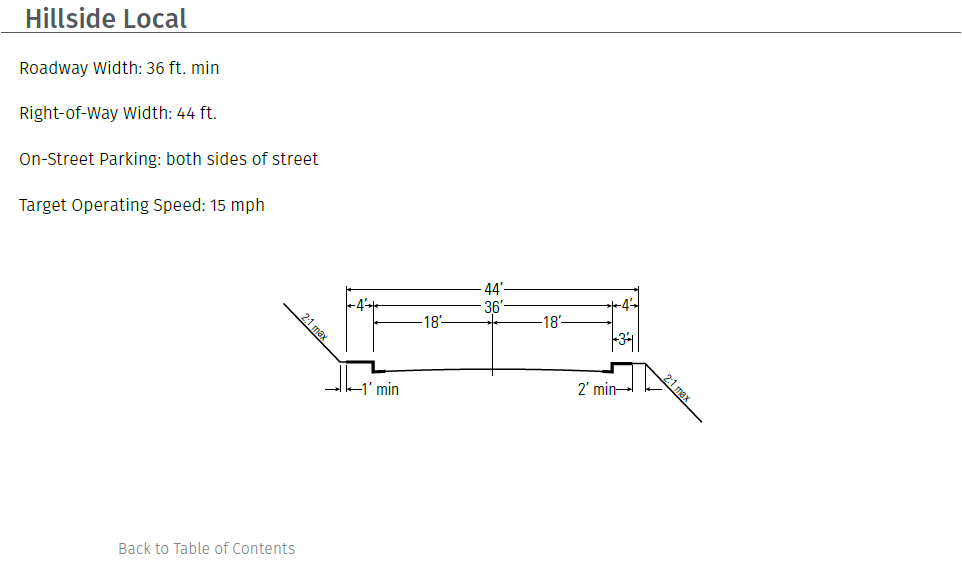 Hillside Local
Roadway Width: 36 ft. min
Right-of-Way Width: 44 ft.
On-Street Parking: both sides of street
Target Operating Speed: 15 mph
44'
4' 36' 4'
18' 18'
2:1 max
3'
1' min 2' min
2:1 max
Back to Table of Contents